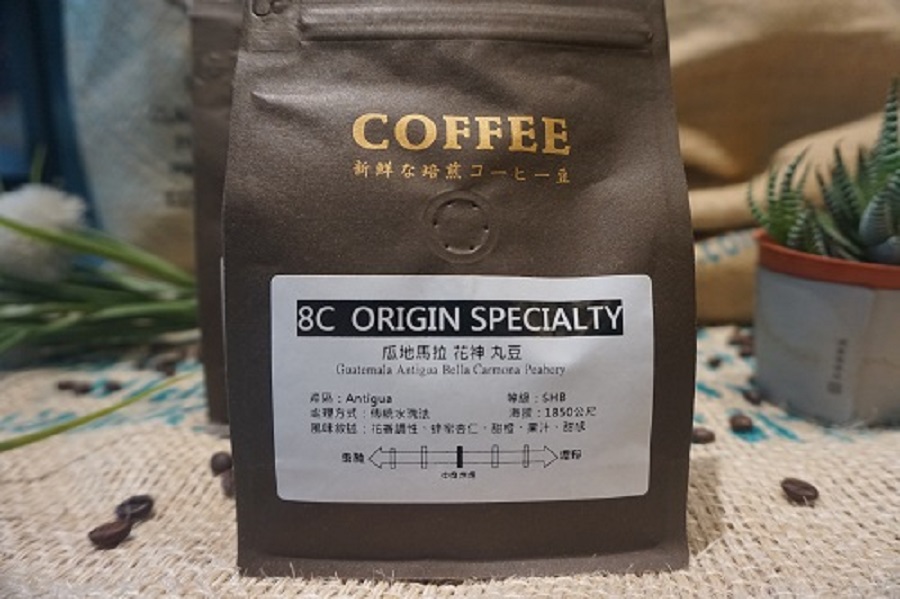 COFFEE
新鮮な焙煎コーヒー豆
8C ORIGIN SPECIALTY
瓜地馬拉 花神 丸豆
Guatemala Antigua Bella Carmona Peabery
產區：Antigua 等級：SHB
處理方式：傳統水洗法 海拔：1850公尺
風味敘述：花香調性、蜂蜜杏仁、甜橙、果汁、甜感